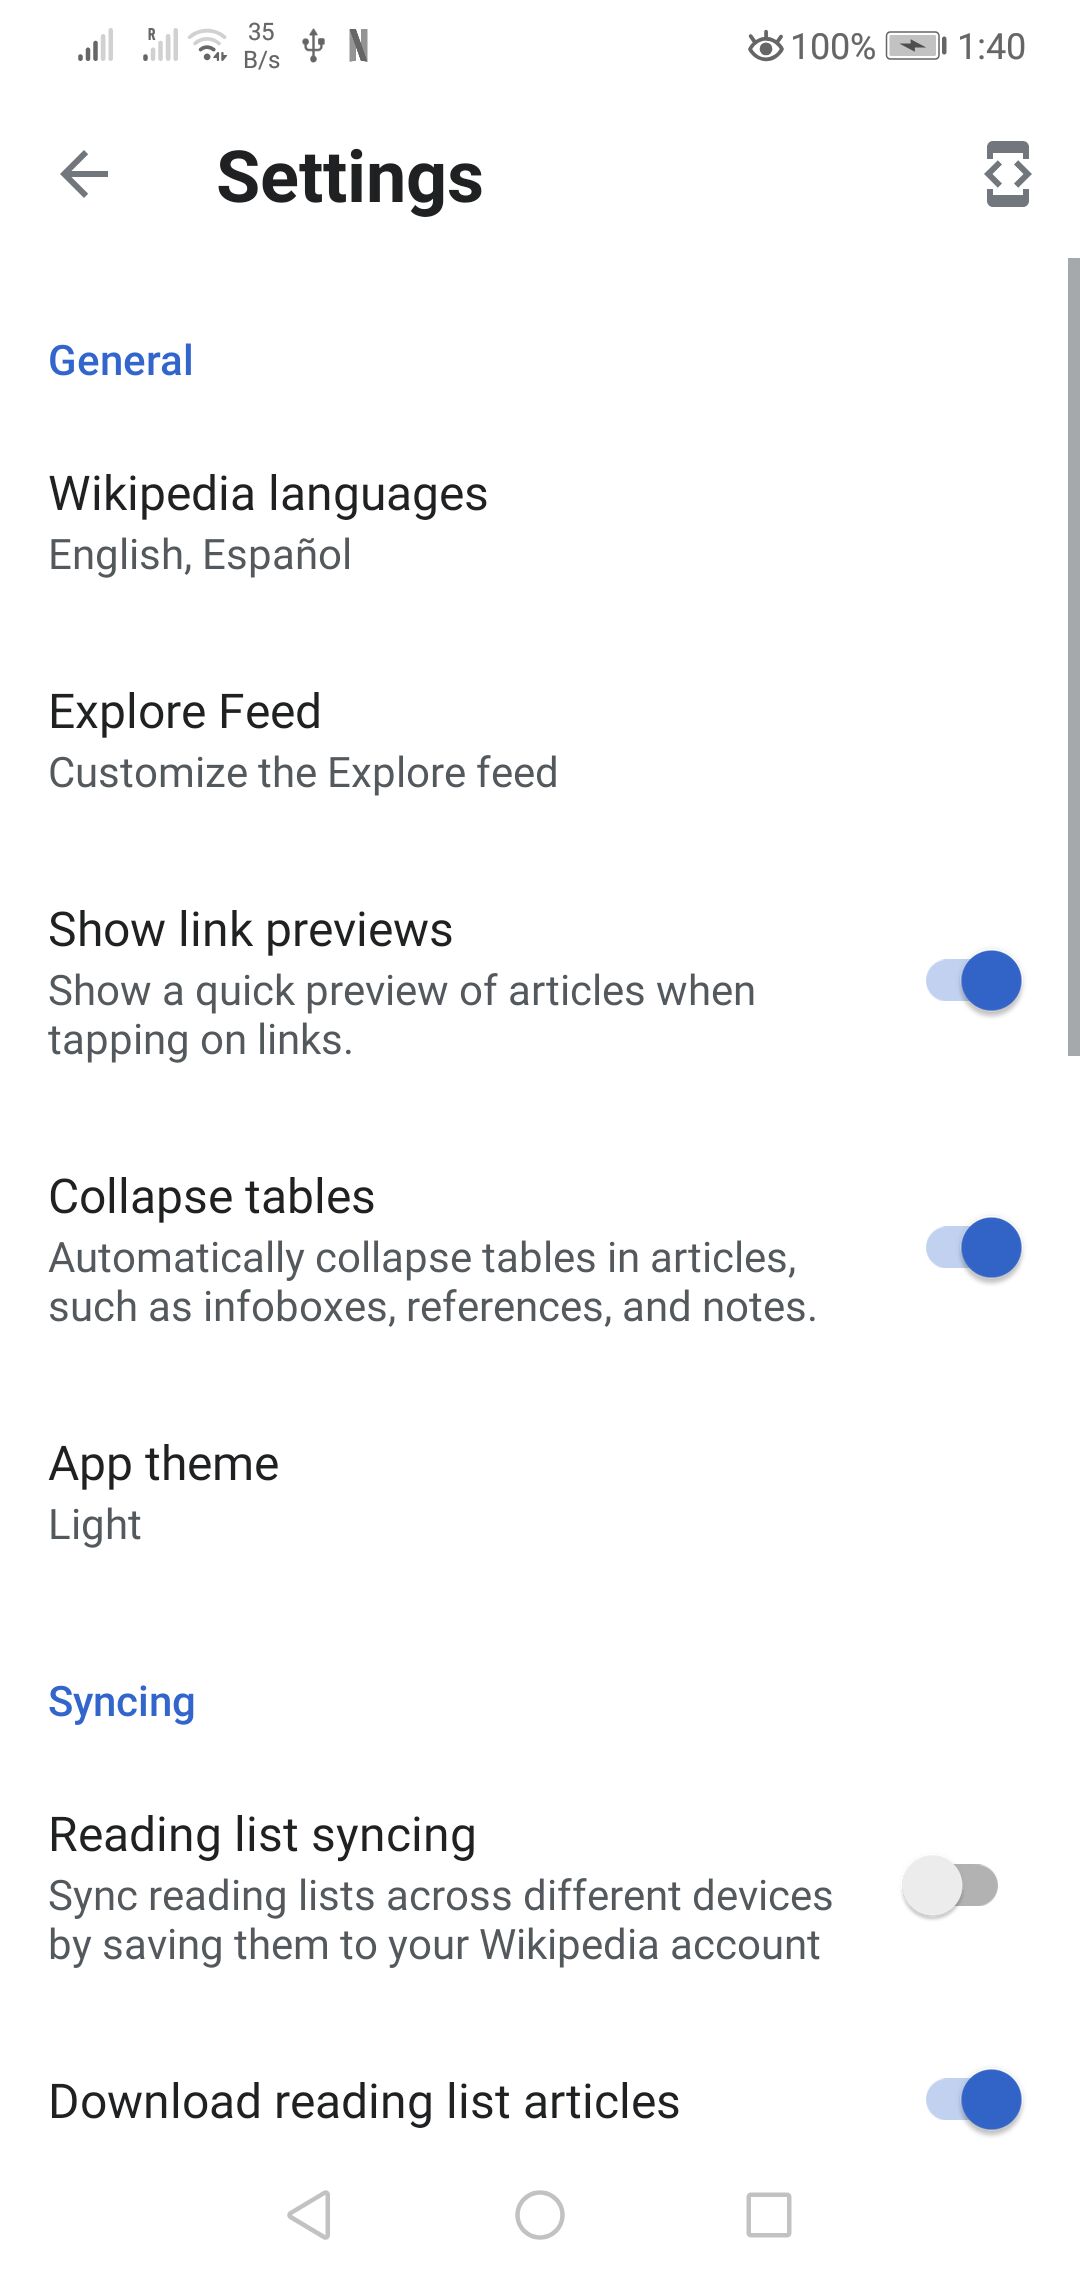 R 35 B/s N 100% 1:40
Settings
General
Wikipedia languages
English, Español
Explore Feed
Customize the Explore feed
Show link previews
Show a quick preview of articles when
tapping on links.
Collapse tables
Automatically collapse tables in articles,
such as infoboxes, references, and notes.
App theme
Light
Syncing
Reading list syncing
Sync reading lists across different devices
by saving them to your Wikipedia account
Download reading list articles